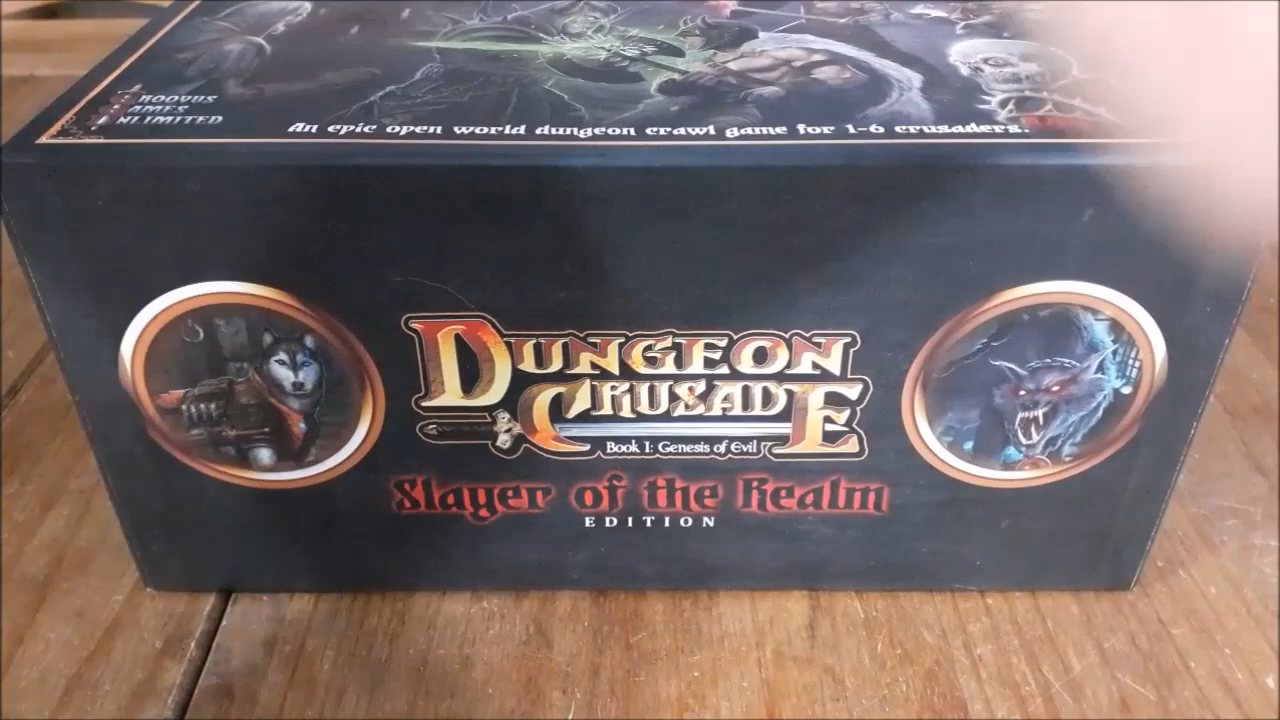 ROOVUS
AMES
NLIMITED
An epic open world dungeon crawl game for 1-6 crusaders.
DUNGEON
CRUSADE
Book I: Genesis of Evil
Slayer of the Realm
EDITION